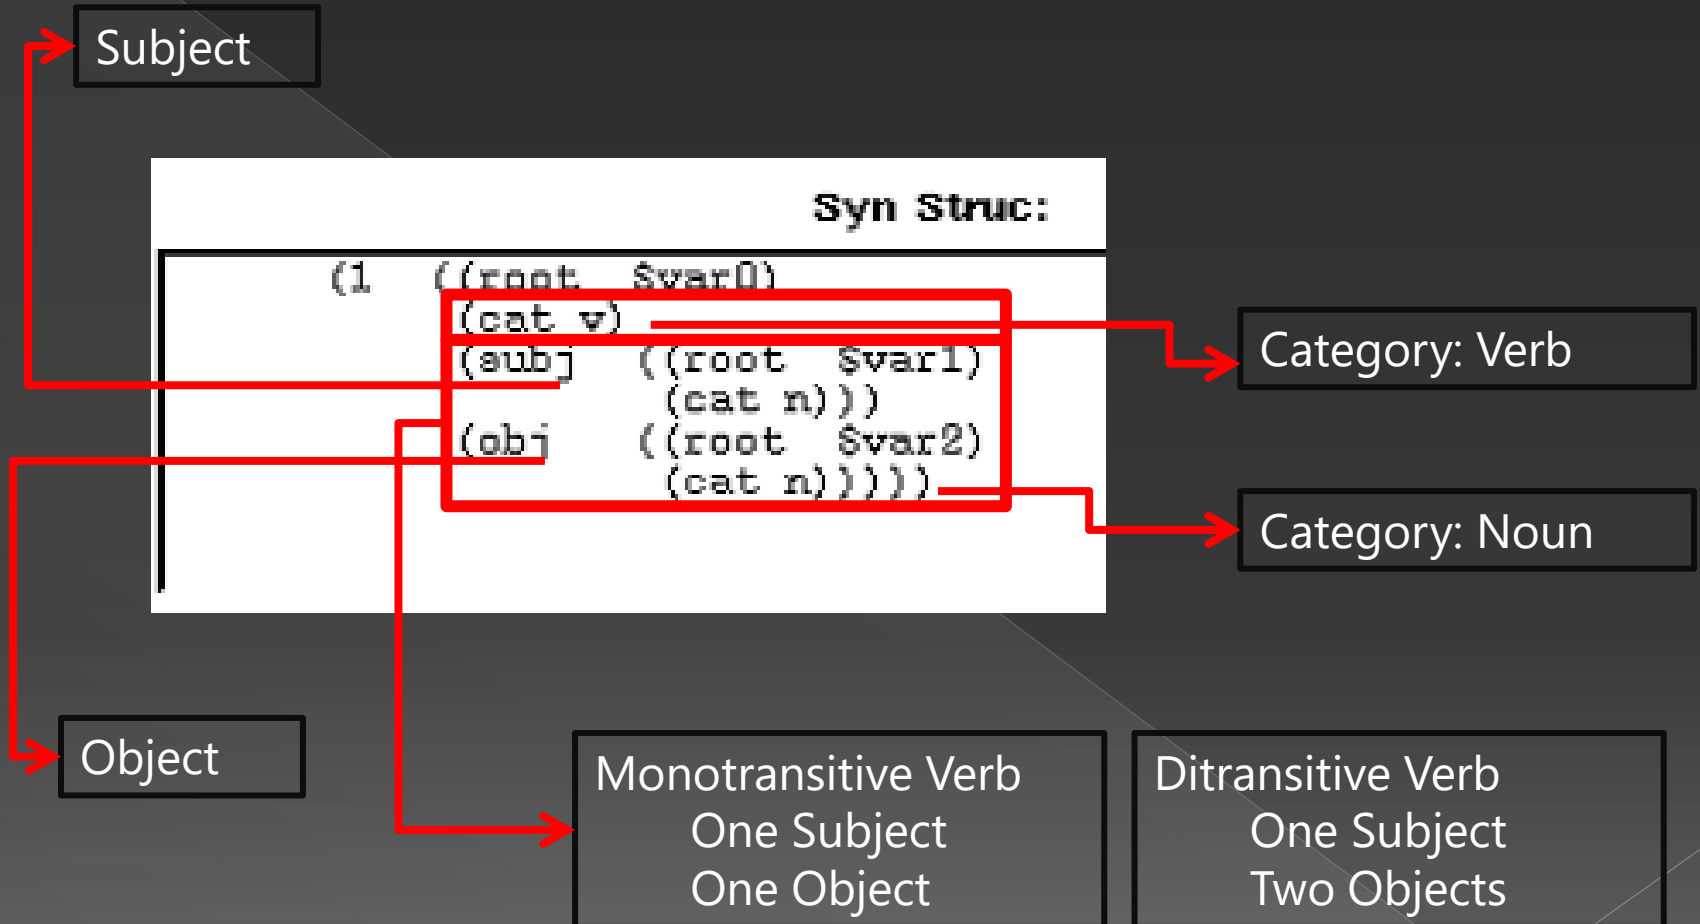 Subject
Syn Struc:
(1 ((root $var0)
(cat v)
(subj ((root $var1)
(cat n)))
(obj ((root $var2)
(cat n)))))
Category: Verb
Category: Noun
Object
Monotransitive Verb
One Subject
One Object
Ditransitive Verb
One Subject
Two Objects